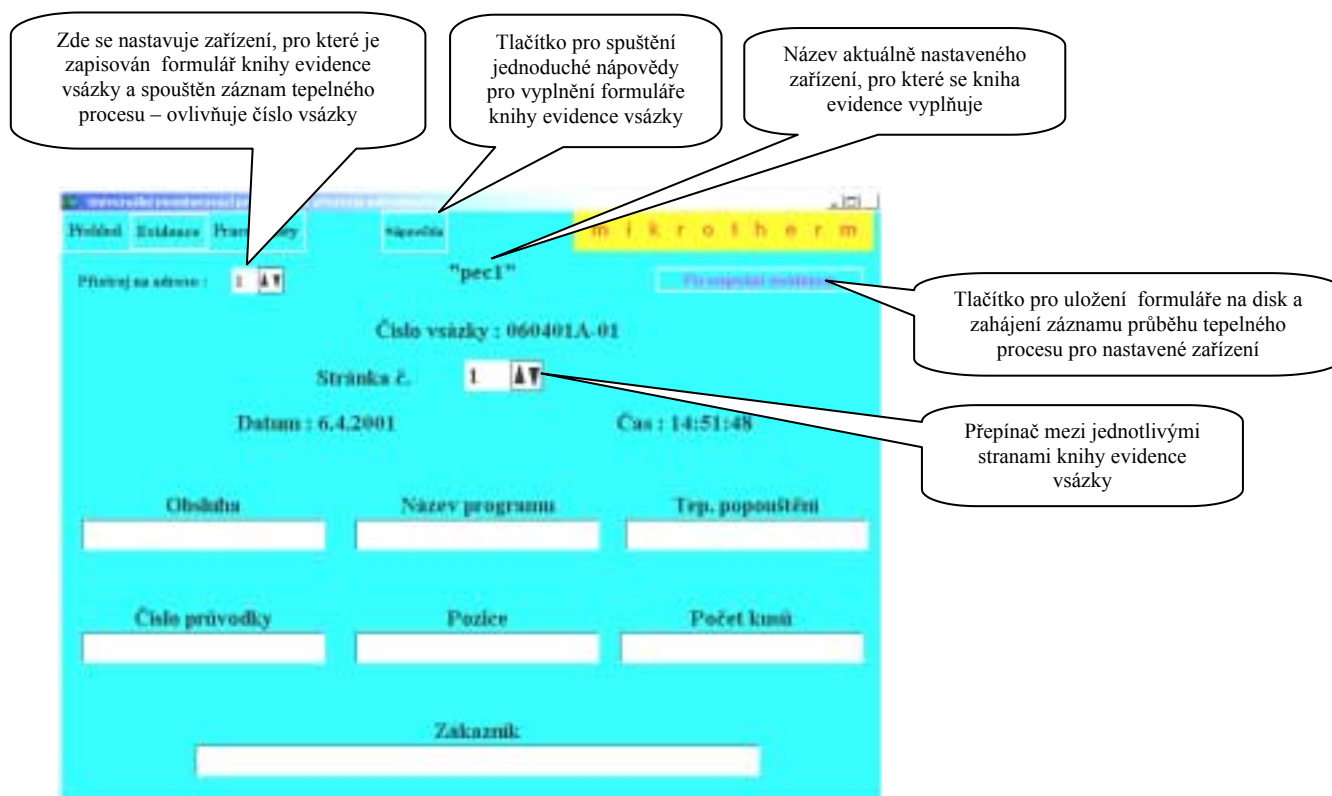 Zde se nastavuje zařízení, pro které je
zapisován formulář knihy evidence
vsázky a spouštěn záznam tepelného
procesu – ovlivňuje číslo vsázky
Tlačítko pro spuštění
jednoduché nápovědy
pro vyplnění formuláře
knihy evidence vsázky
Název aktuálně nastaveného
zařízení, pro které se kniha
evidence vyplňuje
Přehled Evidence Nápověda mikrotherm
Přístroj na adrese : 1 "pec1"
Tlačítko pro uložení formuláře na disk a
zahájení záznamu průběhu tepelného
procesu pro nastavené zařízení
Číslo vsázky : 060401A-01
Stránka č. 1
Datum : 6.4.2001 Čas : 14:51:48
Přepínač mezi jednotlivými
stranami knihy evidence
vsázky
Obsluha Název programu Tep. popouštění
Číslo průvodky Pozice Počet kusů
Zákazník